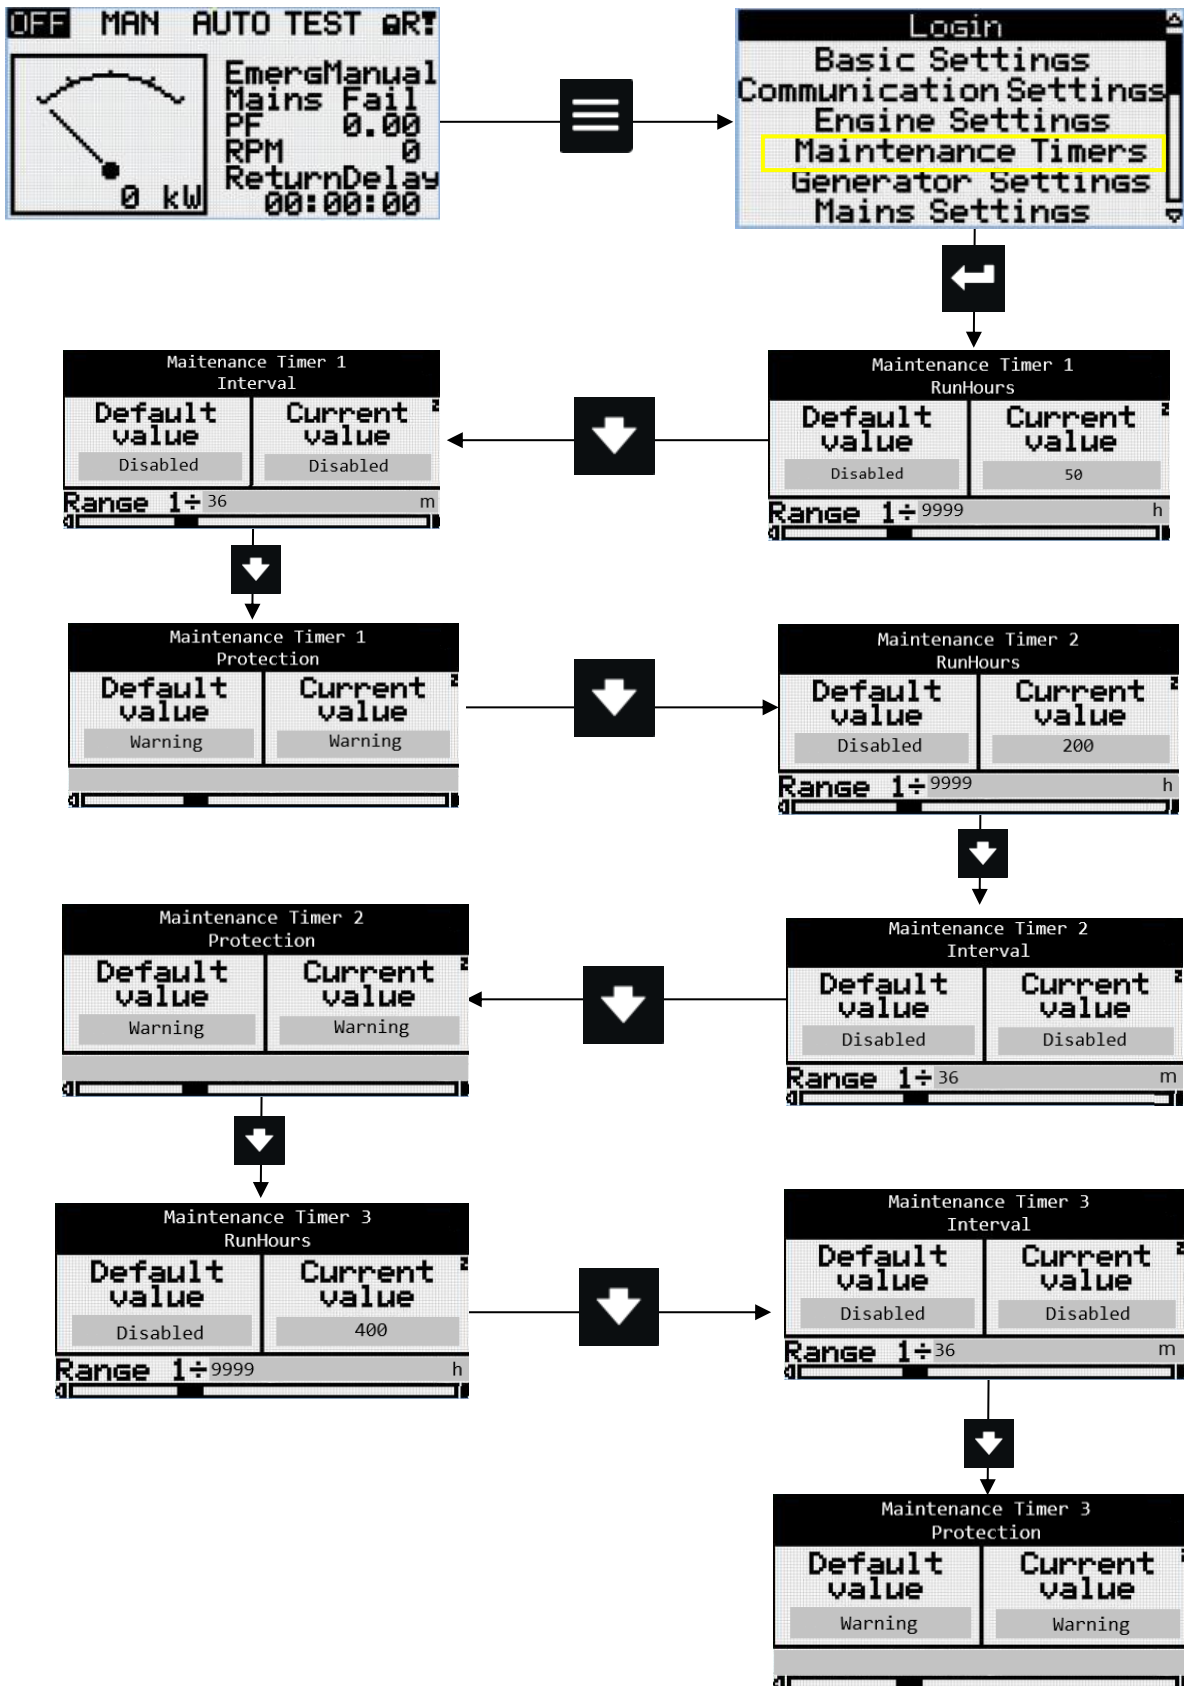 OFF MAN AUTO TEST R!
EmergManual
Mains Fail
PF 0.00
RPM 0
ReturnDelay
00:00:00
0 kW
Login
Basic Settings
Communication Settings
Engine Settings
Maintenance Timers
Generator Settings
Mains Settings
Maitenance Timer 1
Interval
Default value
Current value
Disabled
Disabled
Range 1÷36 m
Maintenance Timer 1
RunHours
Default value
Current value
Disabled
50
Range 1÷9999 h
Maintenance Timer 1
Protection
Default value
Current value
Warning
Warning
Maintenance Timer 2
RunHours
Default value
Current value
Disabled
200
Range 1÷9999 h
Maintenance Timer 2
Protection
Default value
Current value
Warning
Warning
Maintenance Timer 2
Interval
Default value
Current value
Disabled
Disabled
Range 1÷36 m
Maintenance Timer 3
RunHours
Default value
Current value
Disabled
400
Range 1÷9999 h
Maintenance Timer 3
Interval
Default value
Current value
Disabled
Disabled
Range 1÷36 m
Maintenance Timer 3
Protection
Default value
Current value
Warning
Warning